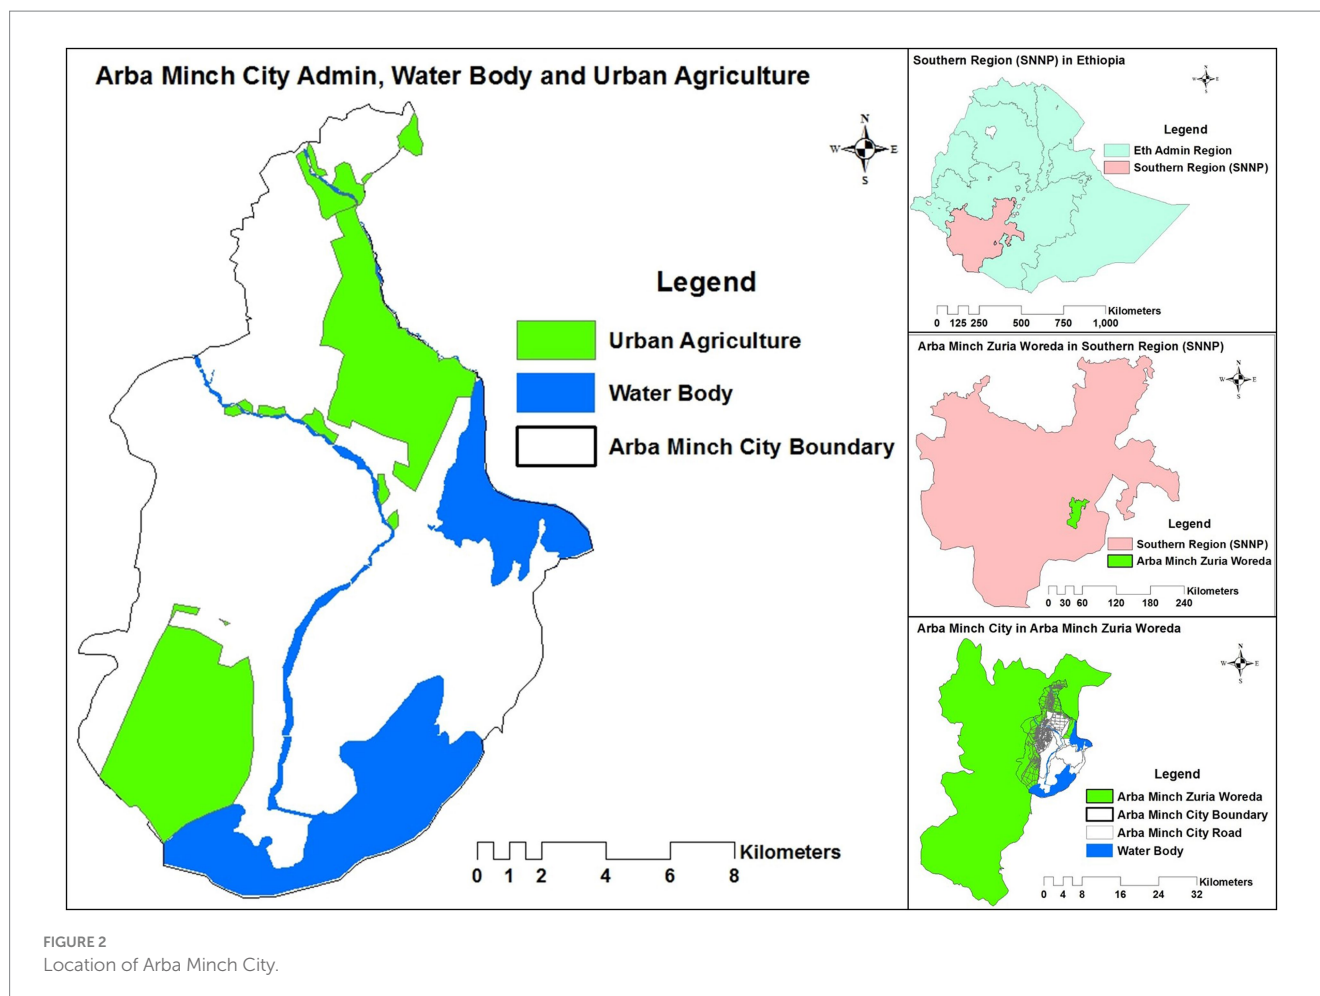 Arba Minch City Admin, Water Body and Urban Agriculture
N
W E
S
Legend
Urban Agriculture
Water Body
Arba Minch City Boundary
Kilometers
0 1 2 4 6 8
Southern Region (SNNP) in Ethiopia
N
W E
S
Legend
Eth Admin Region
Southern Region (SNNP)
Kilometers
0 125 250 500 750 1,000
Arba Minch Zuria Woreda in Southern Region (SNNP)
N
W E
S
Legend
Southern Region (SNNP)
Arba Minch Zuria Woreda
Kilometers
0 30 60 120 180 240
Arba Minch City in Arba Minch Zuria Woreda
N
W E
S
Legend
Arba Minch Zuria Woreda
Arba Minch City Boundary
Arba Minch City Road
Water Body
Kilometers
0 4 8 16 24 32
FIGURE 2
Location of Arba Minch City.